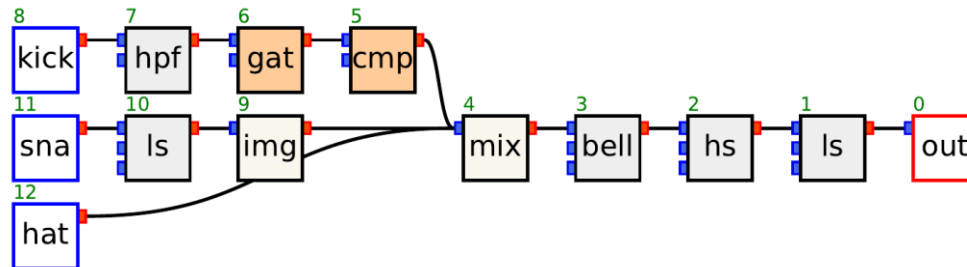 8 7 6 5
kick hpf gat cmp
11 10 9 4 3 2 1 0
sna ls img mix bell hs ls out
12
hat